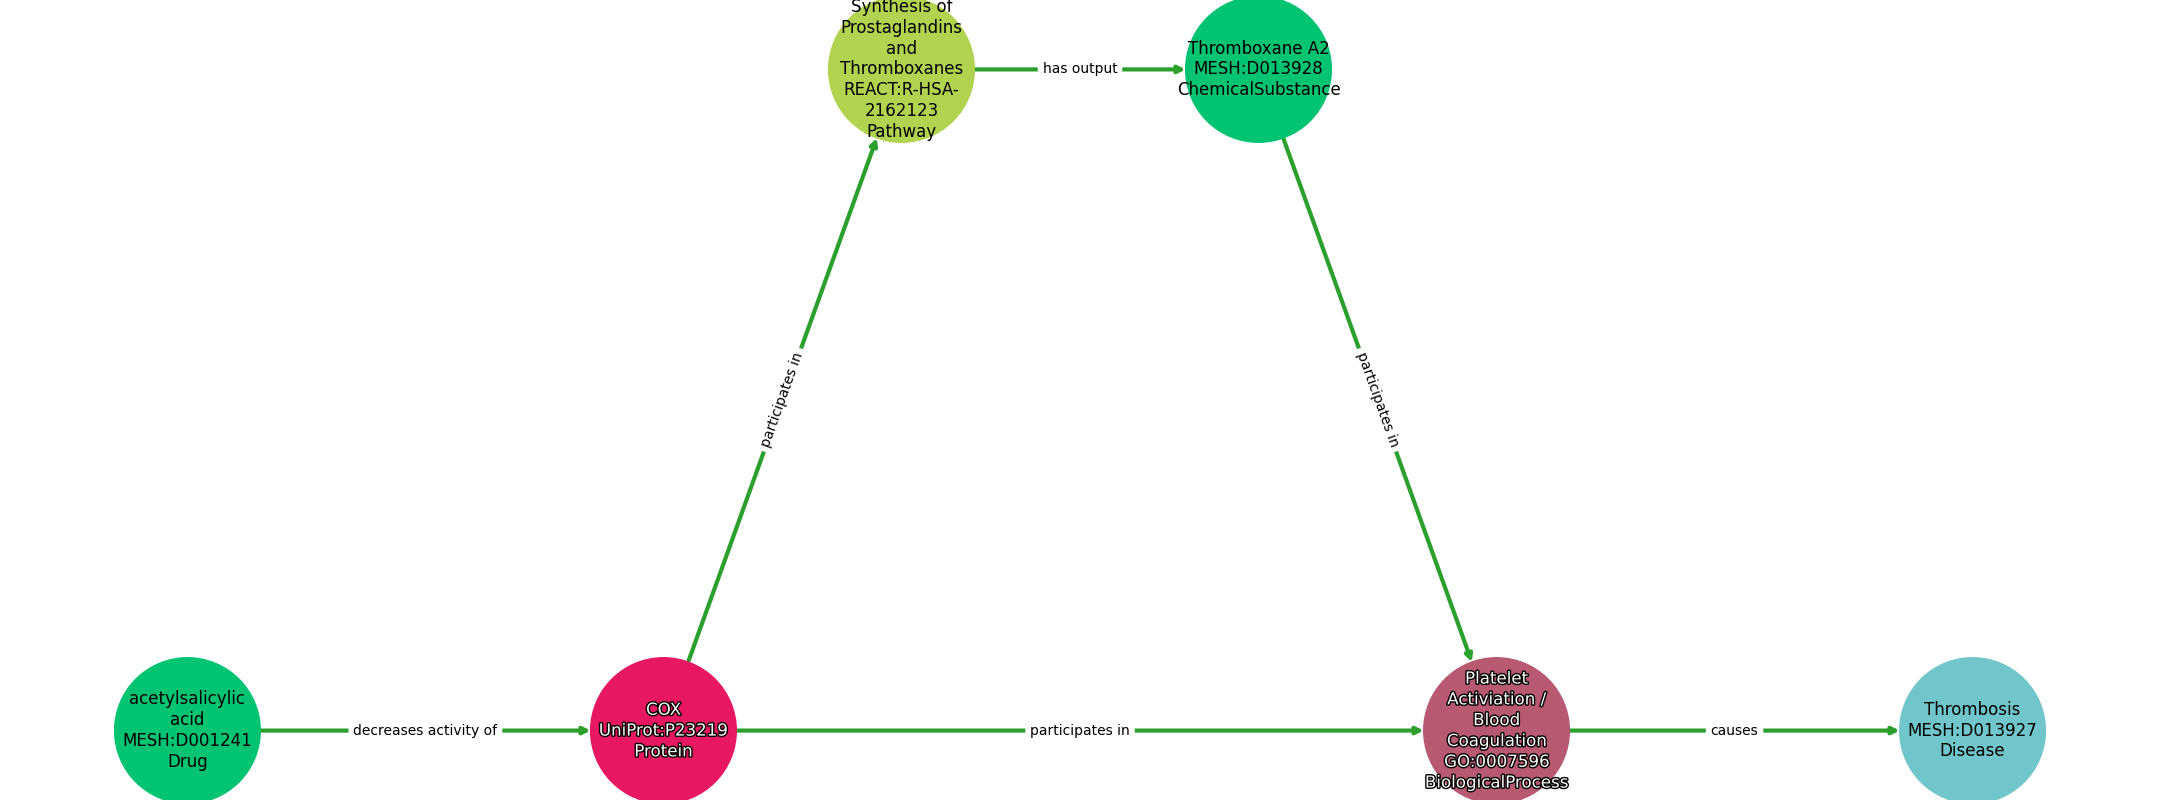 Synthesis of
Prostaglandins
and
Thromboxanes
REACT:R-HSA-
2162123
Pathway
has output
Thromboxane A2
MESH:D013928
ChemicalSubstance
participates in
participates in
acetylsalicylic
acid
MESH:D001241
Drug
decreases activity of
COX
UniProt:P23219
Protein
participates in
Platelet
Activiation /
Blood
Coagulation
GO:0007596
BiologicalProcess
causes
Thrombosis
MESH:D013927
Disease